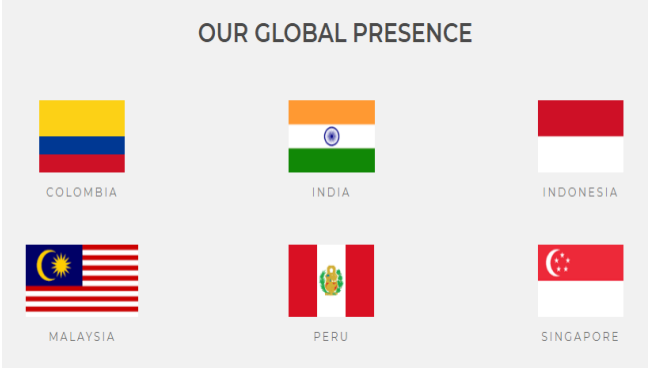 OUR GLOBAL PRESENCE
COLOMBIA
INDIA
INDONESIA
MALAYSIA
PERU
SINGAPORE